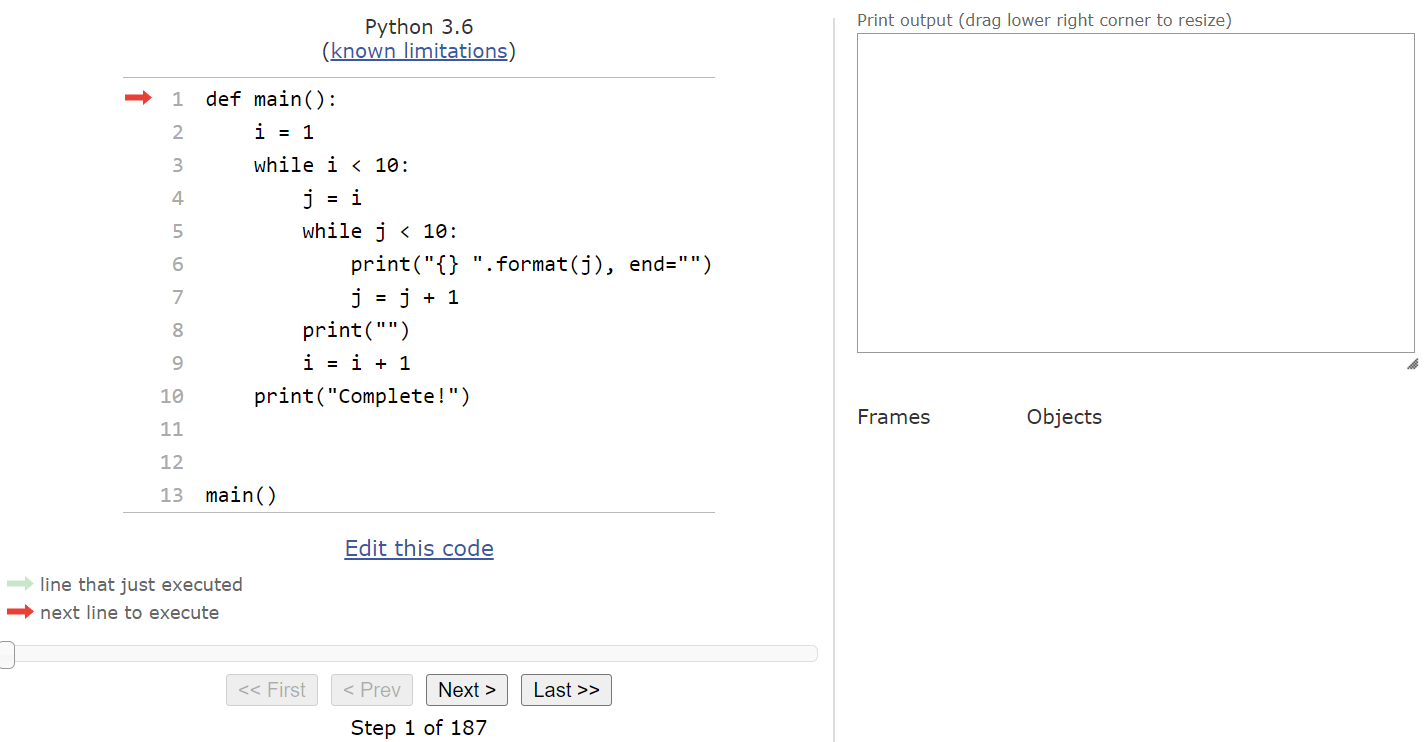 Python 3.6
(known limitations)
1 def main():
2     i = 1
3     while i < 10:
4         j = i
5         while j < 10:
6             print("{} ".format(j), end="")
7             j = j + 1
8         print("")
9         i = i + 1
10     print("Complete!")
11
12
13 main()
Edit this code
line that just executed
next line to execute
<< First < Prev Next > Last >>
Step 1 of 187
Print output (drag lower right corner to resize)
Frames Objects